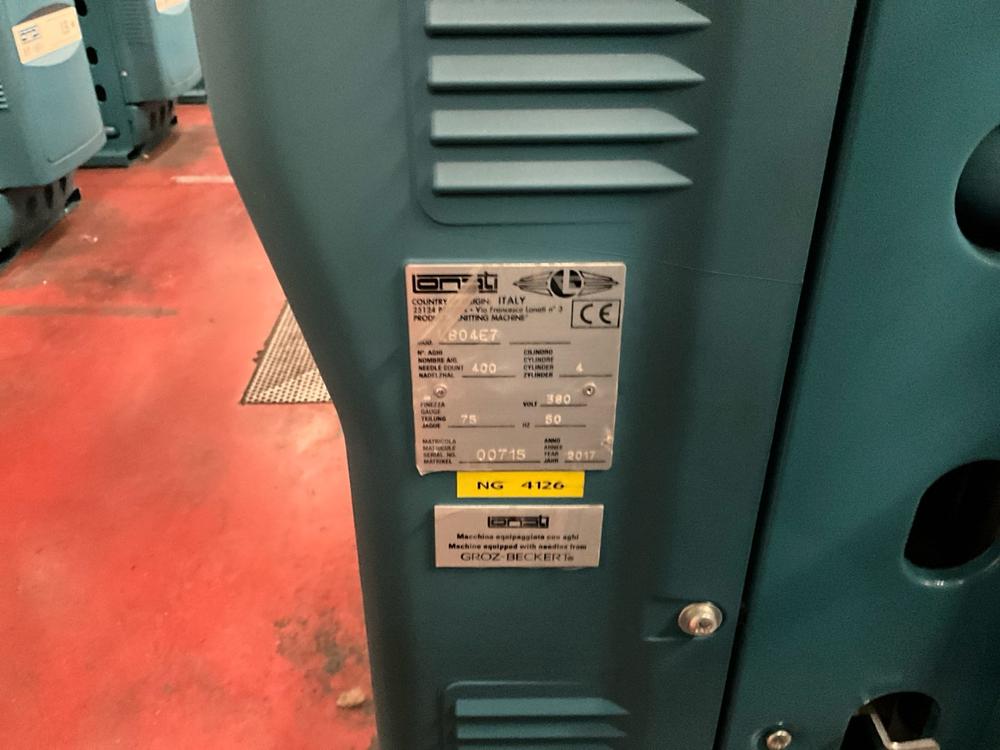 Lonati
COUNTRY ORIGIN: ITALY
25124 Via Francesco Lonati n° 3
KNITTING MACHINE
CE
MOD. B04E7
N°. AGHI
NOMBRE AIG.
NEEDLE COUNT 400
NADELZHAL
CILINDRO
CYLINDRE
CYLINDER 4
ZYLINDER
FINEZZA
GAUGE
TEILUNG 75
JAUGE
VOLT 380
HZ 50
MATRICOLA
MATRICULE
SERIAL NO. 00715
MATRIKEL
ANNO
ANNEE
YEAR 2017
JAHR
NG 4126
Lonati
Macchina equipaggiata con aghi
Machine equipped with needles from
GROZ-BECKERT